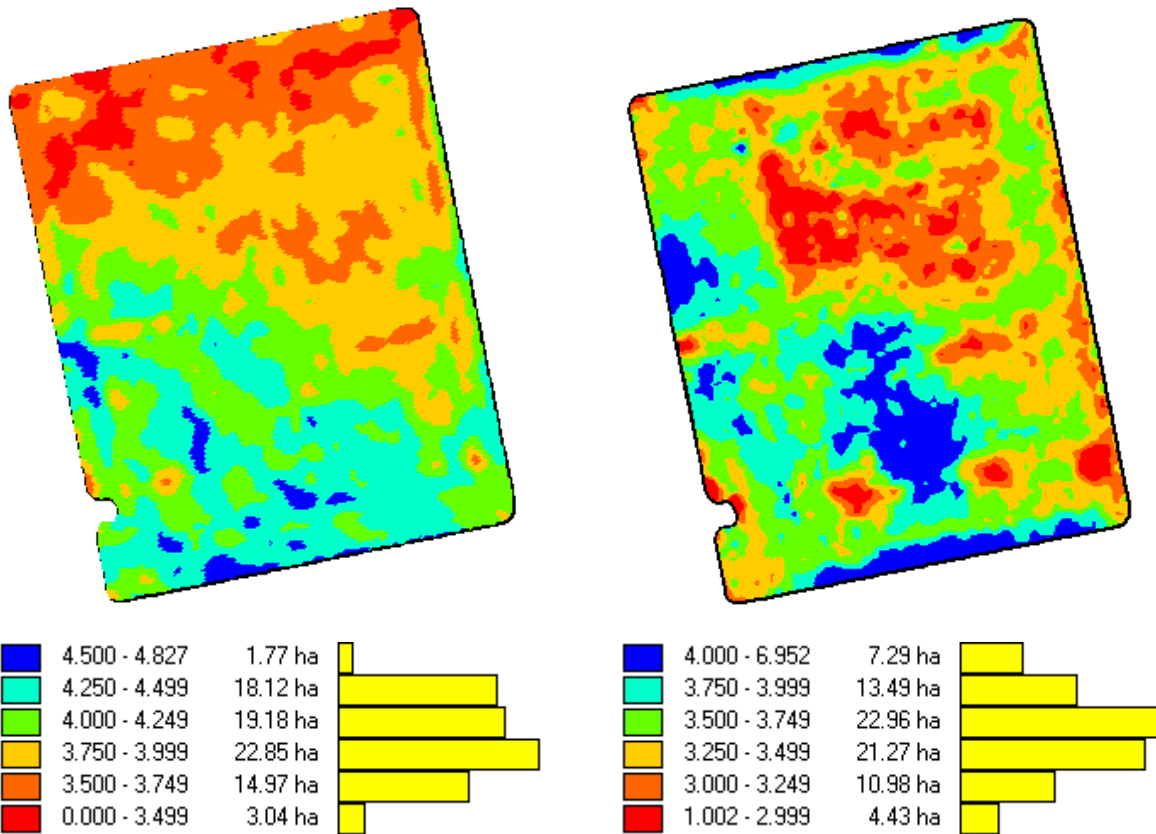 4.500 - 4.827 1.77 ha
4.250 - 4.499 18.12 ha
4.000 - 4.249 19.18 ha
3.750 - 3.999 22.85 ha
3.500 - 3.749 14.97 ha
0.000 - 3.499 3.04 ha
4.000 - 6.952 7.29 ha
3.750 - 3.999 13.49 ha
3.500 - 3.749 22.96 ha
3.250 - 3.499 21.27 ha
3.000 - 3.249 10.98 ha
1.002 - 2.999 4.43 ha